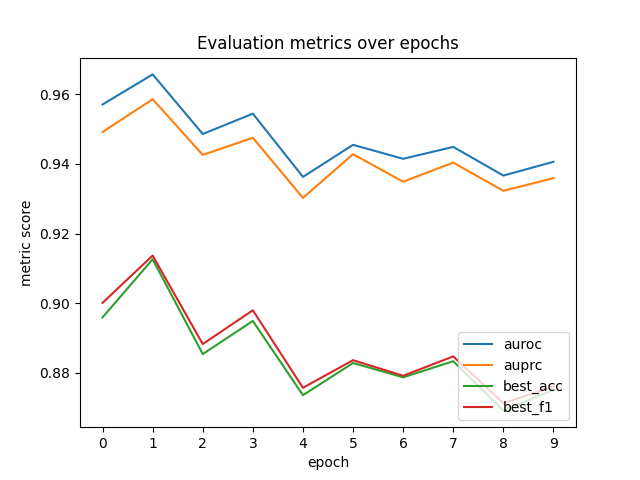 Evaluation metrics over epochs
metric score
0.96
0.94
0.92
0.90
0.88
auroc
auprc
best_acc
best_f1
0 1 2 3 4 5 6 7 8 9
epoch